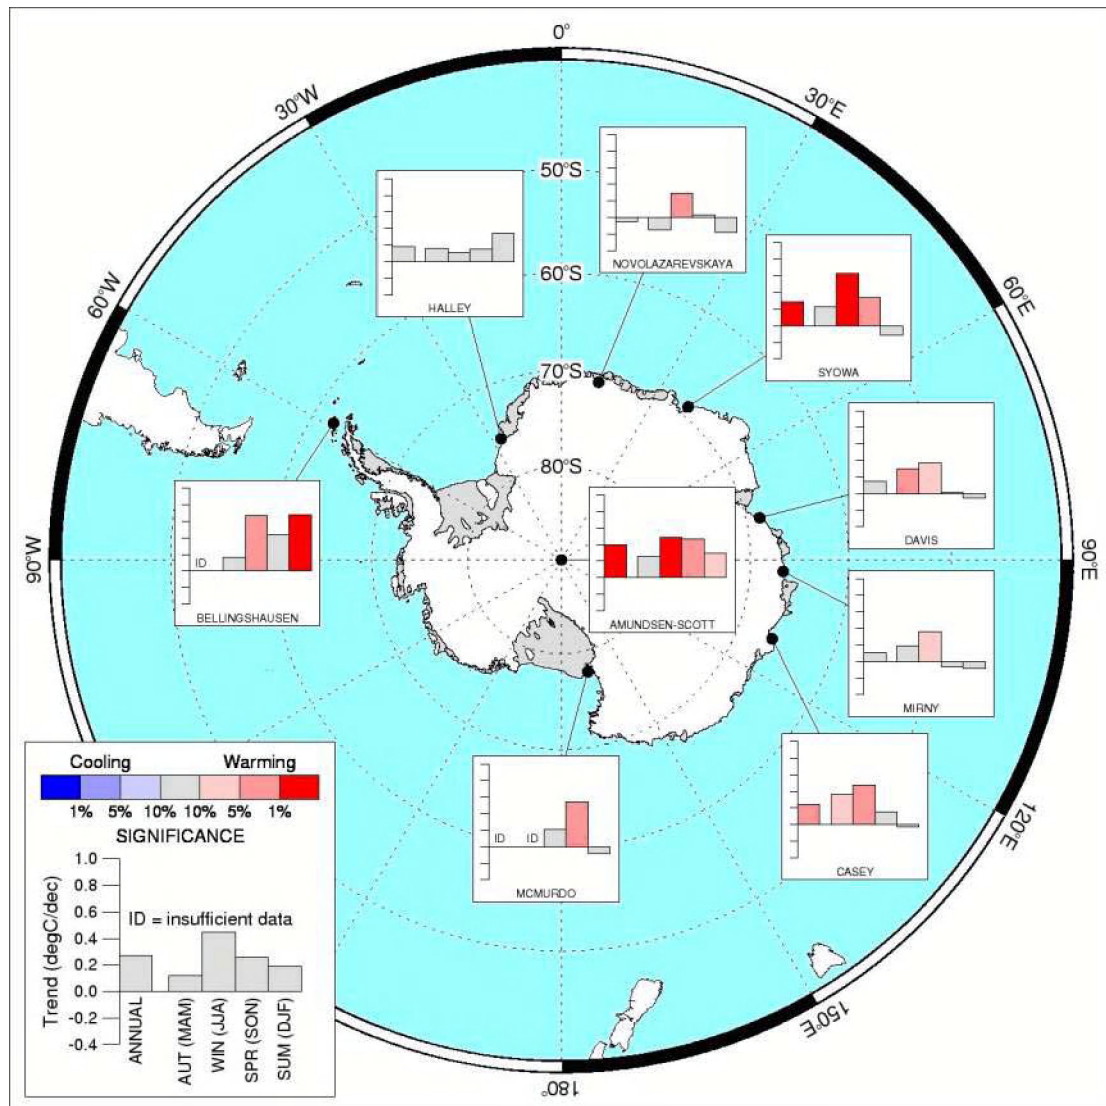 0°
30°W
30°E
50°S
NOVOLAZAREVSKAYA
60°W
60°S
60°E
HALLEY
70°S
SYOWA
80°S
90°W
ID
BELLINGSHAUSEN
AMUNDSEN-SCOTT
DAVIS
90°E
MIRNY
Cooling Warming
1% 5% 10% 10% 5% 1%
SIGNIFICANCE
ID ID
MCMURDO
CASEY
120°E
Trend (degC/dec)
1.0
0.8
0.6
ID = insufficient data
0.4
0.2
0.0
-0.2
-0.4
ANNUAL
AUT (MAM)
WIN (JJA)
SPR (SON)
SUM (DJF)
150°E
180°